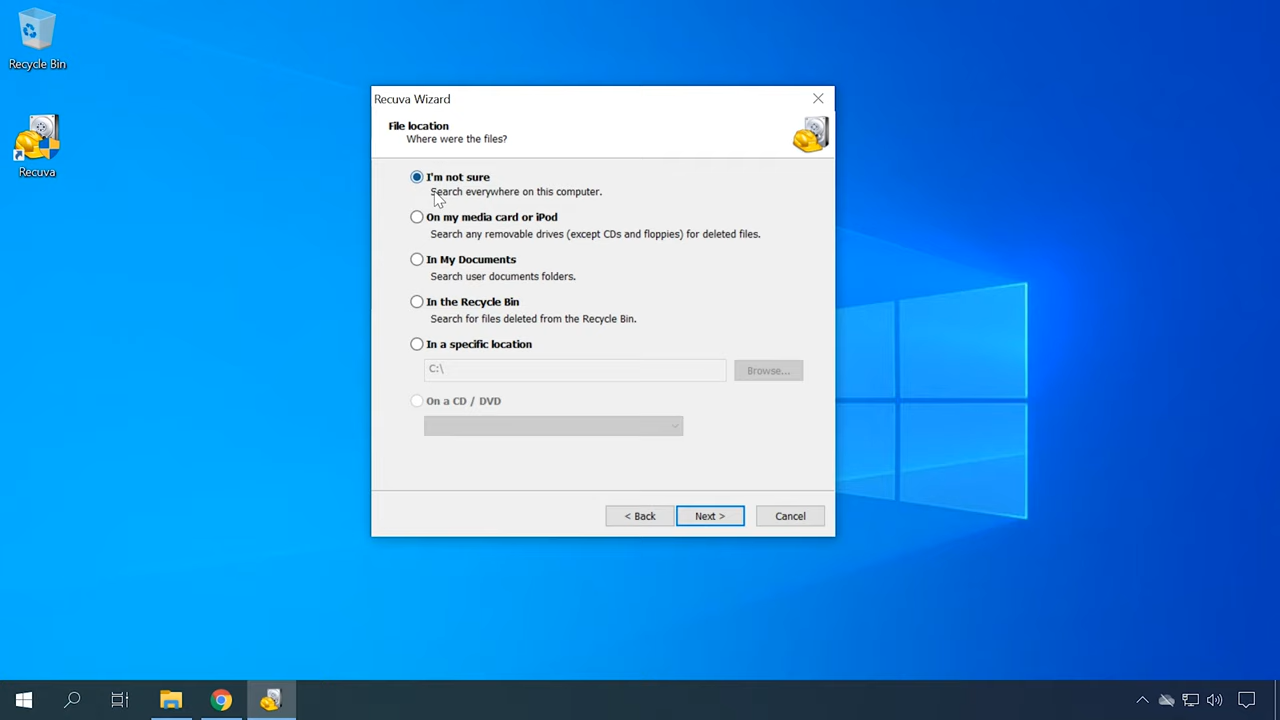 Recycle Bin
Recuva
Recuva Wizard
File location
Where were the files?
I'm not sure
Search everywhere on this computer.
On my media card or iPod
Search any removable drives (except CDs and floppies) for deleted files.
In My Documents
Search user documents folders.
In the Recycle Bin
Search for files deleted from the Recycle Bin.
In a specific location
C:\
Browse...
On a CD / DVD
< Back
Next >
Cancel